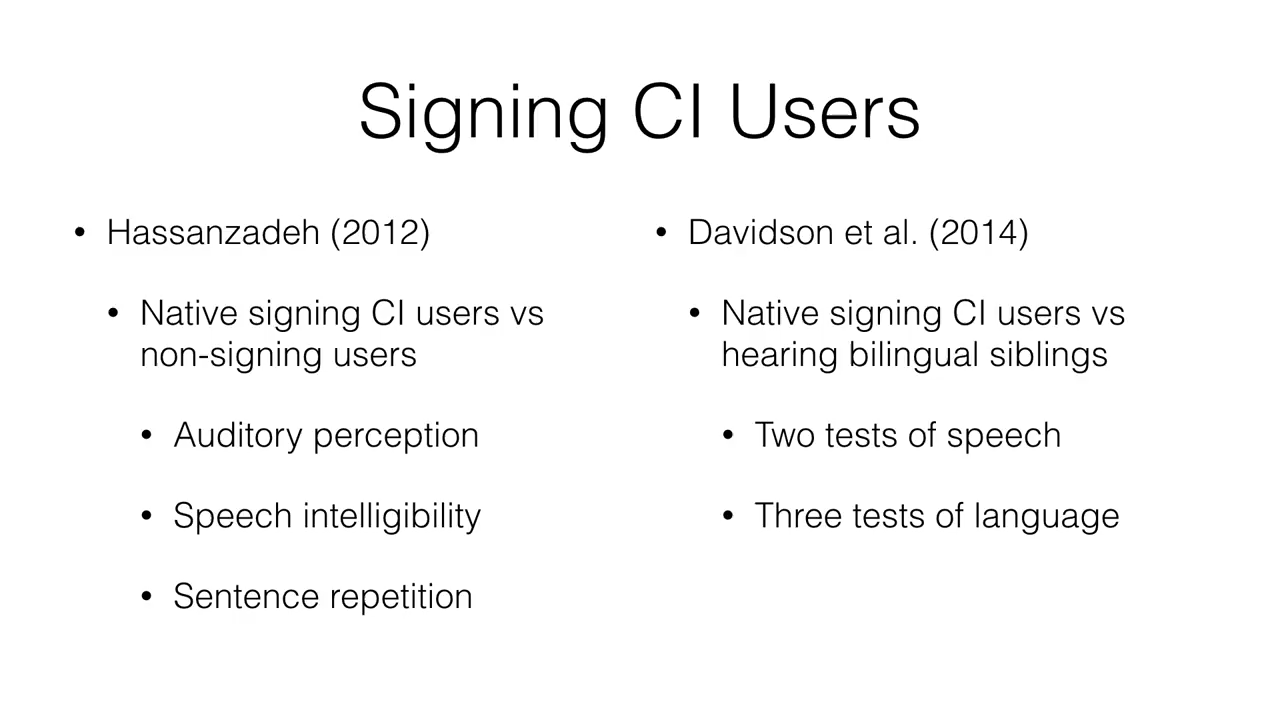 Signing CI Users
• Hassanzadeh (2012)
• Native signing CI users vs
non-signing users
• Auditory perception
• Speech intelligibility
• Sentence repetition
• Davidson et al. (2014)
• Native signing CI users vs
hearing bilingual siblings
• Two tests of speech
• Three tests of language